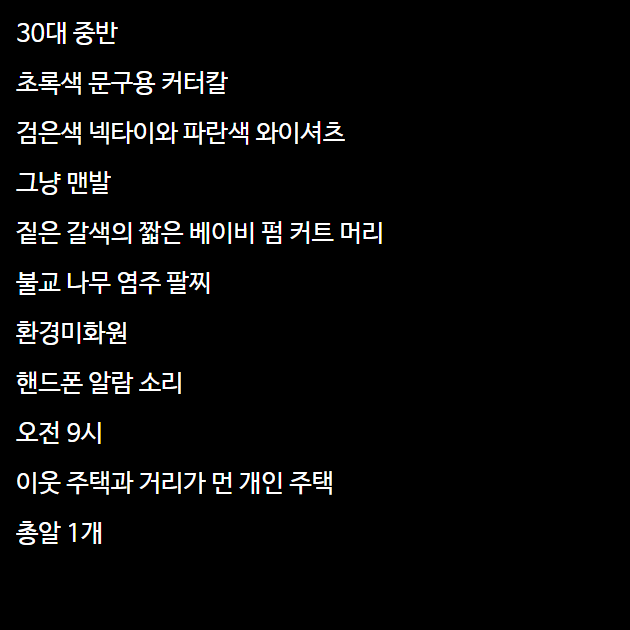 30대 중반
초록색 문구용 커터칼
검은색 넥타이와 파란색 와이셔츠
그냥 맨발
짙은 갈색의 짧은 베이비 펌 커트 머리
불교 나무 염주 팔찌
환경미화원
핸드폰 알람 소리
오전 9시
이웃 주택과 거리가 먼 개인 주택
총알 1개